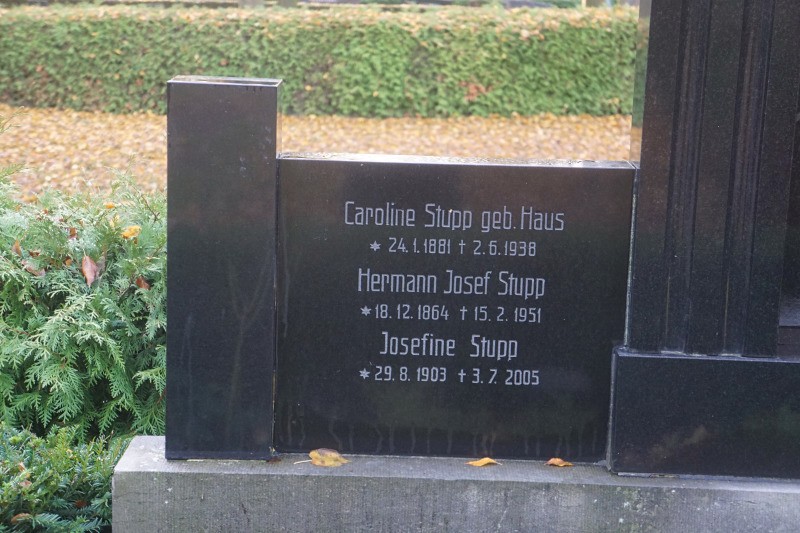 Caroline Stupp geb. Haus
* 24.1.1881 † 2.6.1938
Hermann Josef Stupp
* 18.12.1864 † 15.2.1951
Josefine Stupp
* 29.8.1903 † 3.7.2005